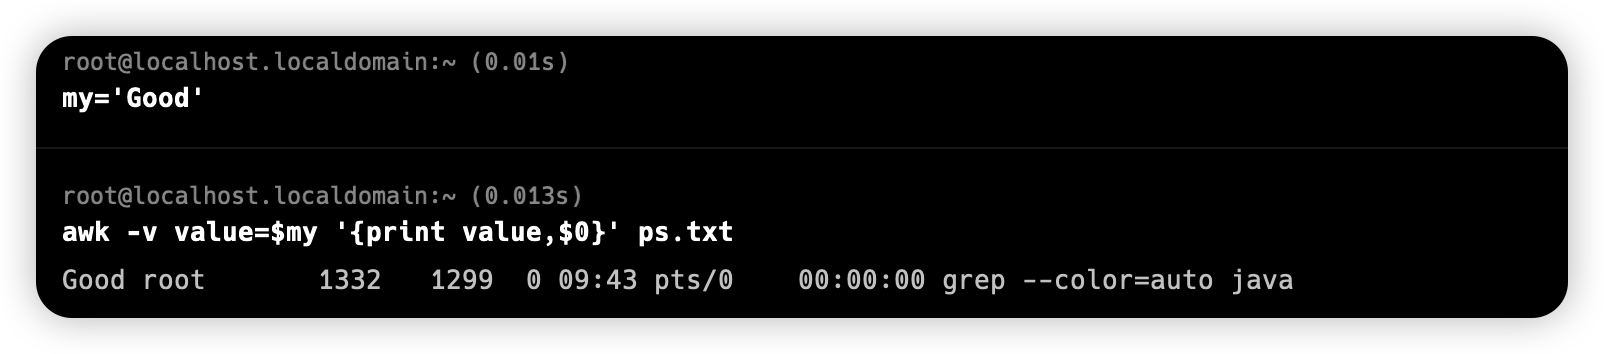 root@localhost.localdomain:~ (0.01s)
my='Good'
root@localhost.localdomain:~ (0.013s)
awk -v value=$my '{print value,$0}' ps.txt
Good root       1332   1299  0 09:43 pts/0    00:00:00 grep --color=auto java